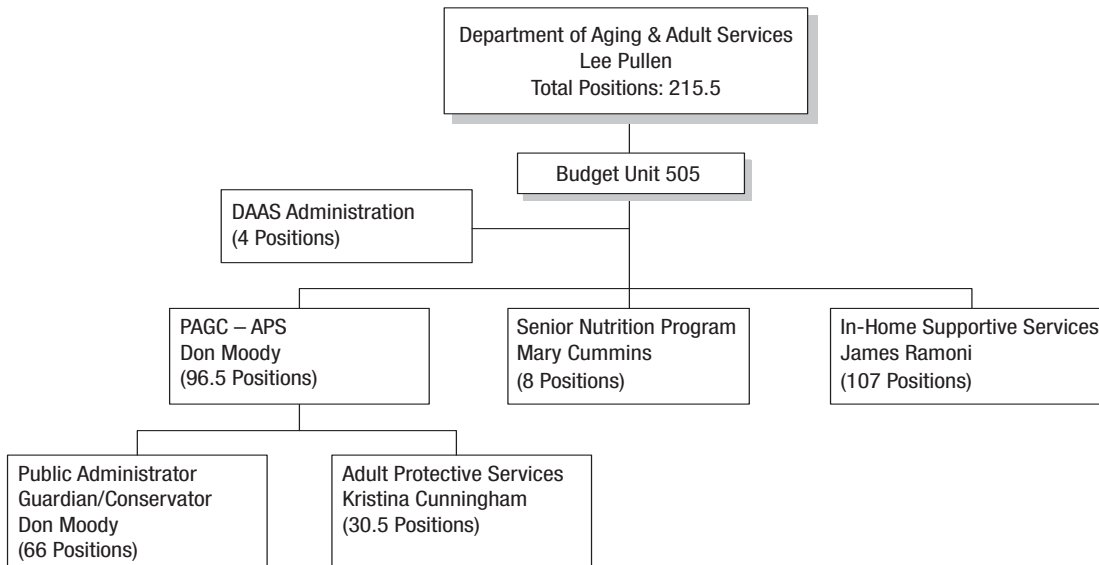 Department of Aging & Adult Services
Lee Pullen
Total Positions: 215.5
Budget Unit 505
DAAS Administration
(4 Positions)
PAGC – APS
Don Moody
(96.5 Positions)
Senior Nutrition Program
Mary Cummins
(8 Positions)
In-Home Supportive Services
James Ramoni
(107 Positions)
Public Administrator
Guardian/Conservator
Don Moody
(66 Positions)
Adult Protective Services
Kristina Cunningham
(30.5 Positions)